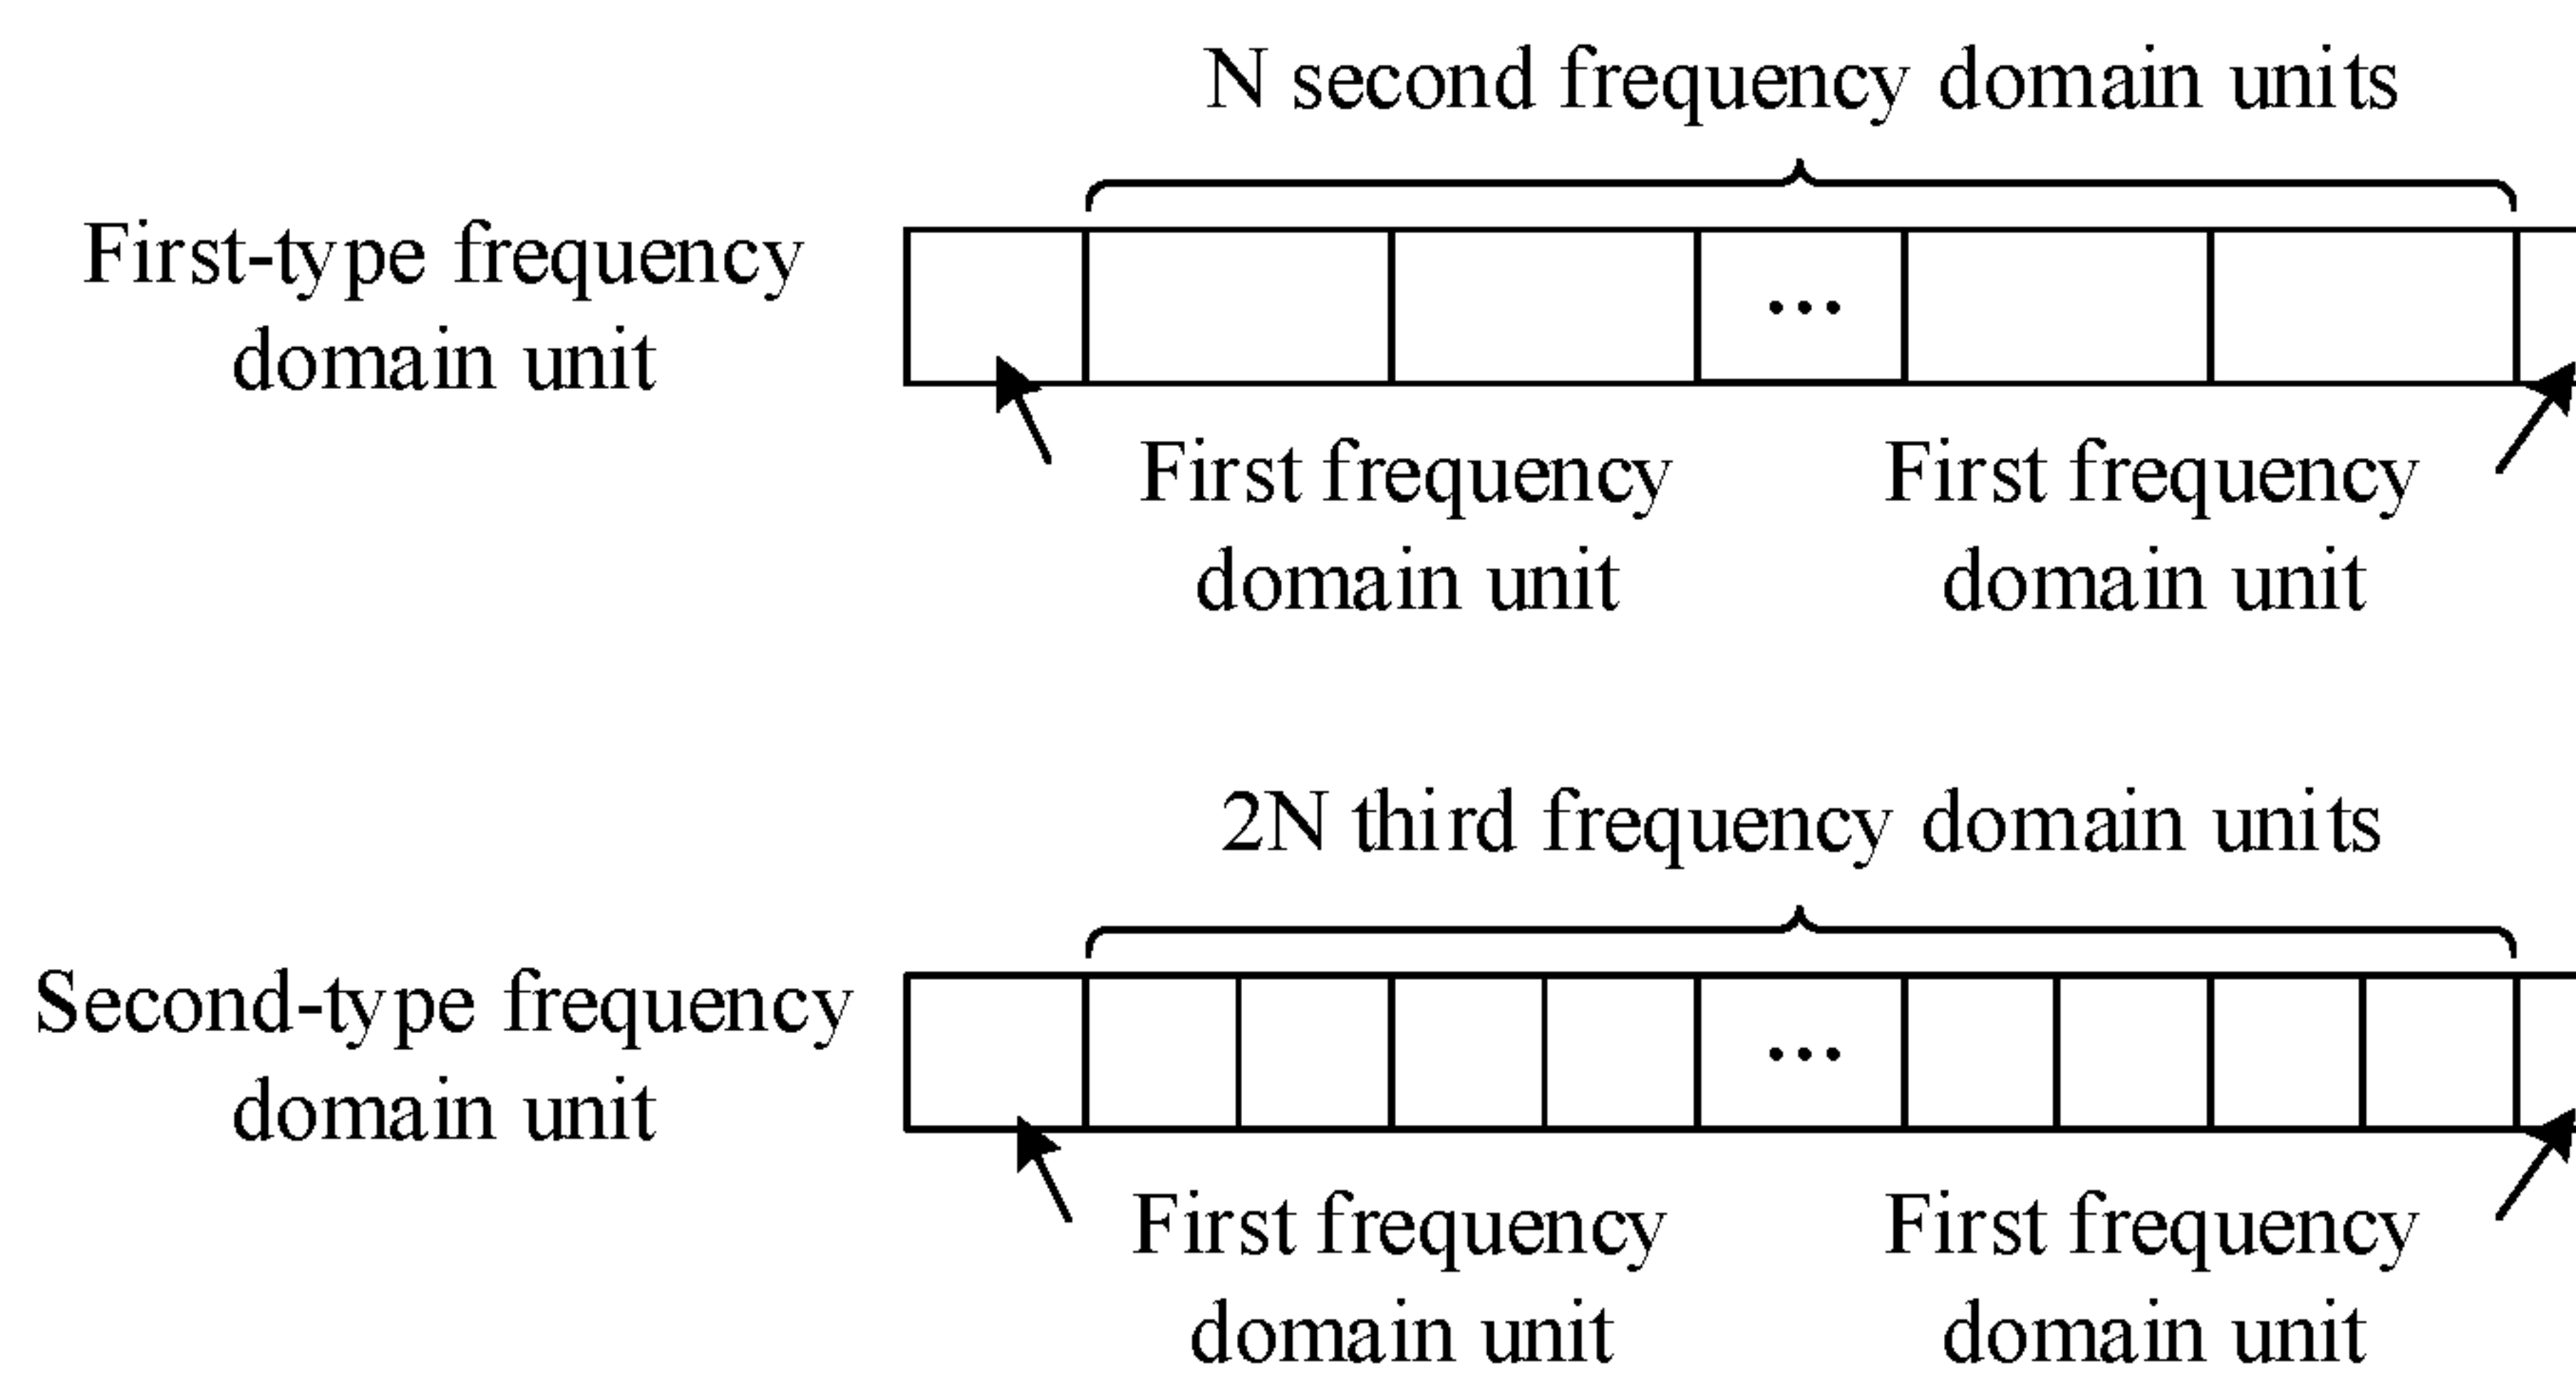 N second frequency domain units
First-type frequency
domain unit
...
First frequency
domain unit
First frequency
domain unit
2N third frequency domain units
Second-type frequency
domain unit
...
First frequency
domain unit
First frequency
domain unit